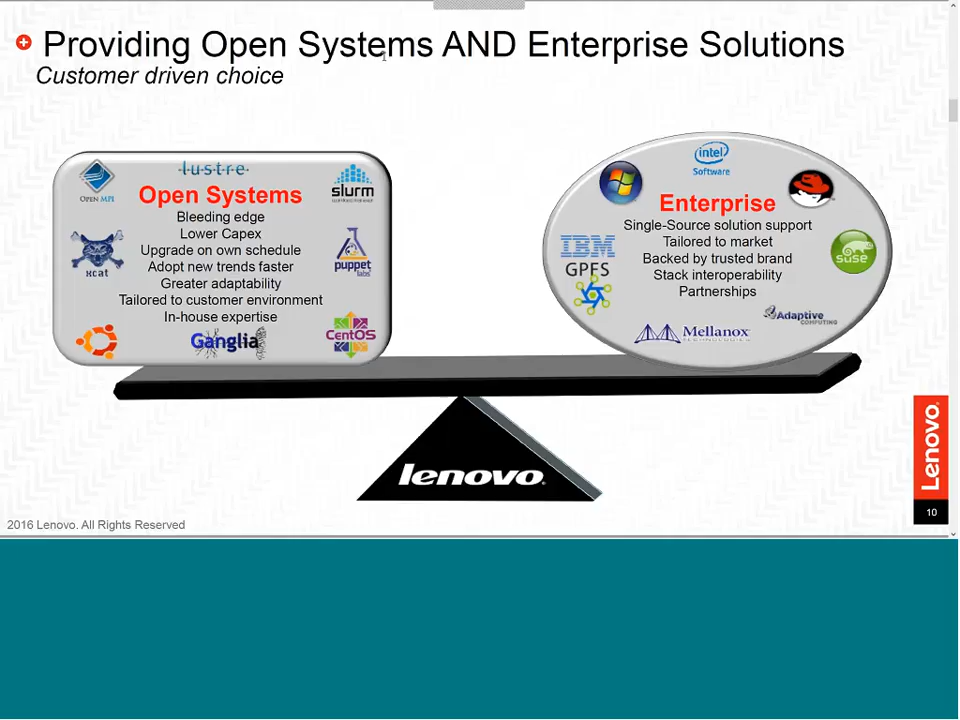 Providing Open Systems AND Enterprise Solutions
Customer driven choice
OPEN MPI
·l·u·s·t·r·e·
slurm
Open Systems
Bleeding edge
Lower Capex
Upgrade on own schedule
Adopt new trends faster
Greater adaptability
Tailored to customer environment
In-house expertise
xcat
puppet
labs
Ganglia
CentOS
intel
Software
Enterprise
Single-Source solution support
Tailored to market
Backed by trusted brand
Stack interoperability
Partnerships
IBM
GPFS
SUSE
Adaptive
COMPUTING
Mellanox
TECHNOLOGIES
lenovo
Lenovo
2016 Lenovo. All Rights Reserved
10